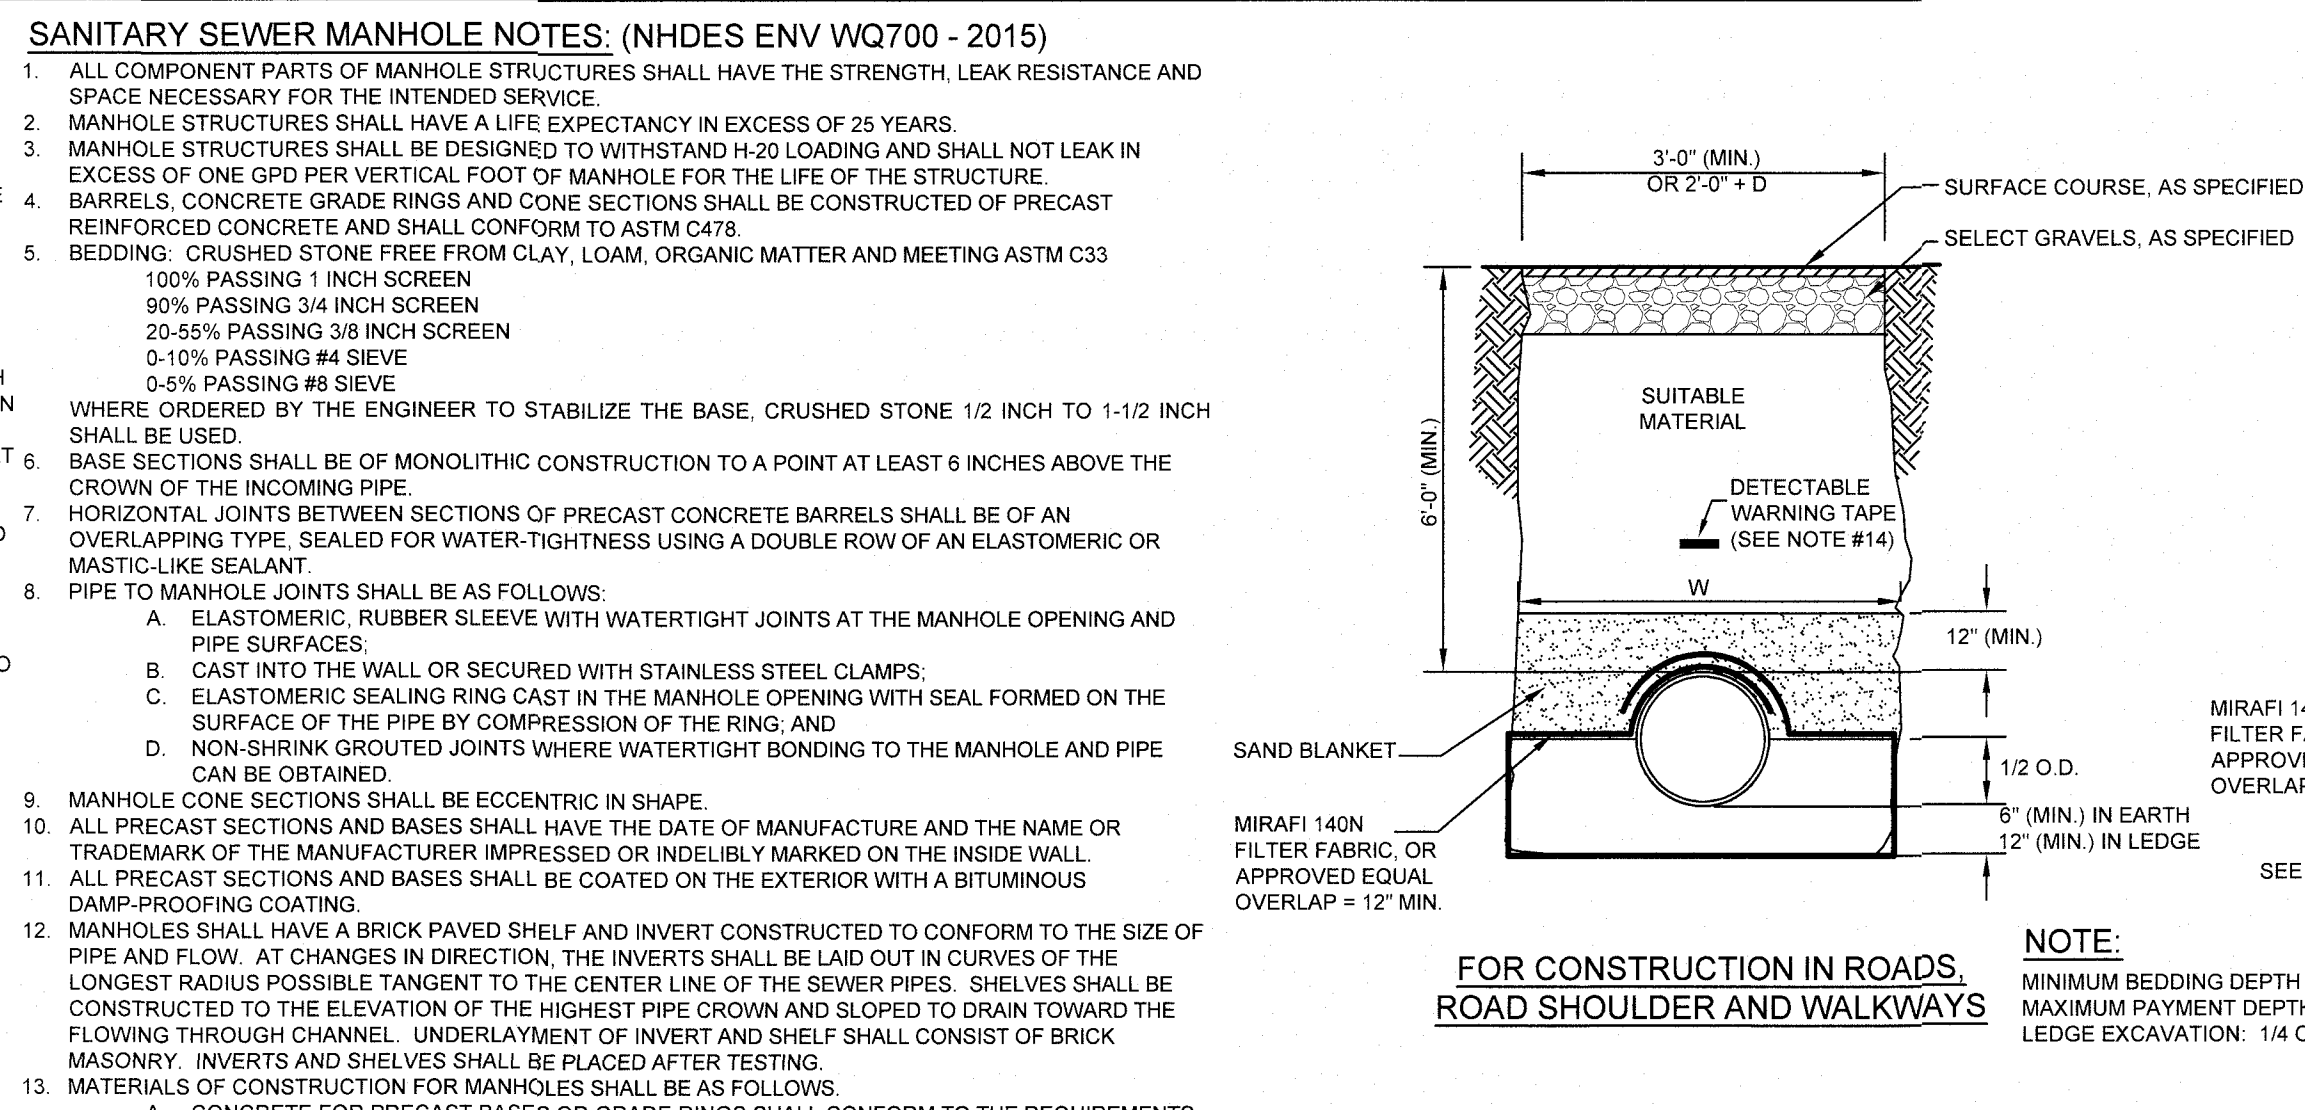 SANITARY SEWER MANHOLE NOTES: (NHDES ENV WQ700 - 2015)
1. ALL COMPONENT PARTS OF MANHOLE STRUCTURES SHALL HAVE THE STRENGTH, LEAK RESISTANCE AND
SPACE NECESSARY FOR THE INTENDED SERVICE.
2. MANHOLE STRUCTURES SHALL HAVE A LIFE EXPECTANCY IN EXCESS OF 25 YEARS.
3. MANHOLE STRUCTURES SHALL BE DESIGNED TO WITHSTAND H-20 LOADING AND SHALL NOT LEAK IN
EXCESS OF ONE GPD PER VERTICAL FOOT OF MANHOLE FOR THE LIFE OF THE STRUCTURE.
4. BARRELS, CONCRETE GRADE RINGS AND CONE SECTIONS SHALL BE CONSTRUCTED OF PRECAST
REINFORCED CONCRETE AND SHALL CONFORM TO ASTM C478.
5. BEDDING: CRUSHED STONE FREE FROM CLAY, LOAM, ORGANIC MATTER AND MEETING ASTM C33
100% PASSING 1 INCH SCREEN
90% PASSING 3/4 INCH SCREEN
20-55% PASSING 3/8 INCH SCREEN
0-10% PASSING #4 SIEVE
0-5% PASSING #8 SIEVE
WHERE ORDERED BY THE ENGINEER TO STABILIZE THE BASE, CRUSHED STONE 1/2 INCH TO 1-1/2 INCH
SHALL BE USED.
6. BASE SECTIONS SHALL BE OF MONOLITHIC CONSTRUCTION TO A POINT AT LEAST 6 INCHES ABOVE THE
CROWN OF THE INCOMING PIPE.
7. HORIZONTAL JOINTS BETWEEN SECTIONS OF PRECAST CONCRETE BARRELS SHALL BE OF AN
OVERLAPPING TYPE, SEALED FOR WATER-TIGHTNESS USING A DOUBLE ROW OF AN ELASTOMERIC OR
MASTIC-LIKE SEALANT.
8. PIPE TO MANHOLE JOINTS SHALL BE AS FOLLOWS:
A. ELASTOMERIC, RUBBER SLEEVE WITH WATERTIGHT JOINTS AT THE MANHOLE OPENING AND
PIPE SURFACES;
B. CAST INTO THE WALL OR SECURED WITH STAINLESS STEEL CLAMPS;
C. ELASTOMERIC SEALING RING CAST IN THE MANHOLE OPENING WITH SEAL FORMED ON THE
SURFACE OF THE PIPE BY COMPRESSION OF THE RING; AND
D. NON-SHRINK GROUTED JOINTS WHERE WATERTIGHT BONDING TO THE MANHOLE AND PIPE
CAN BE OBTAINED.
9. MANHOLE CONE SECTIONS SHALL BE ECCENTRIC IN SHAPE.
10. ALL PRECAST SECTIONS AND BASES SHALL HAVE THE DATE OF MANUFACTURE AND THE NAME OR
TRADEMARK OF THE MANUFACTURER IMPRESSED OR INDELIBLY MARKED ON THE INSIDE WALL.
11. ALL PRECAST SECTIONS AND BASES SHALL BE COATED ON THE EXTERIOR WITH A BITUMINOUS
DAMP-PROOFING COATING.
12. MANHOLES SHALL HAVE A BRICK PAVED SHELF AND INVERT CONSTRUCTED TO CONFORM TO THE SIZE OF
PIPE AND FLOW. AT CHANGES IN DIRECTION, THE INVERTS SHALL BE LAID OUT IN CURVES OF THE
LONGEST RADIUS POSSIBLE TANGENT TO THE CENTER LINE OF THE SEWER PIPES. SHELVES SHALL BE
CONSTRUCTED TO THE ELEVATION OF THE HIGHEST PIPE CROWN AND SLOPED TO DRAIN TOWARD THE
FLOWING THROUGH CHANNEL. UNDERLAYMENT OF INVERT AND SHELF SHALL CONSIST OF BRICK
MASONRY. INVERTS AND SHELVES SHALL BE PLACED AFTER TESTING.
13. MATERIALS OF CONSTRUCTION FOR MANHOLES SHALL BE AS FOLLOWS.
A. CONCRETE FOR PRECAST BASES OR GRADE RINGS SHALL CONFORM TO THE REQUIREMENTS
3'-0" (MIN.)
OR 2'-0" + D
SURFACE COURSE, AS SPECIFIED
SELECT GRAVELS, AS SPECIFIED
SUITABLE
MATERIAL
6'-0" (MIN.)
DETECTABLE
WARNING TAPE
(SEE NOTE #14)
W
12" (MIN.)
SAND BLANKET
1/2 O.D.
6" (MIN.) IN EARTH
12" (MIN.) IN LEDGE
MIRAFI 140N
FILTER FABRIC, OR
APPROVED EQUAL
OVERLAP = 12" MIN.
FOR CONSTRUCTION IN ROADS,
ROAD SHOULDER AND WALKWAYS
MIRAFI
FILTER
SEE
NOTE:
MINIMUM BEDDING DEPTH
MAXIMUM PAYMENT DEPTH
LEDGE EXCAVATION: 1/4